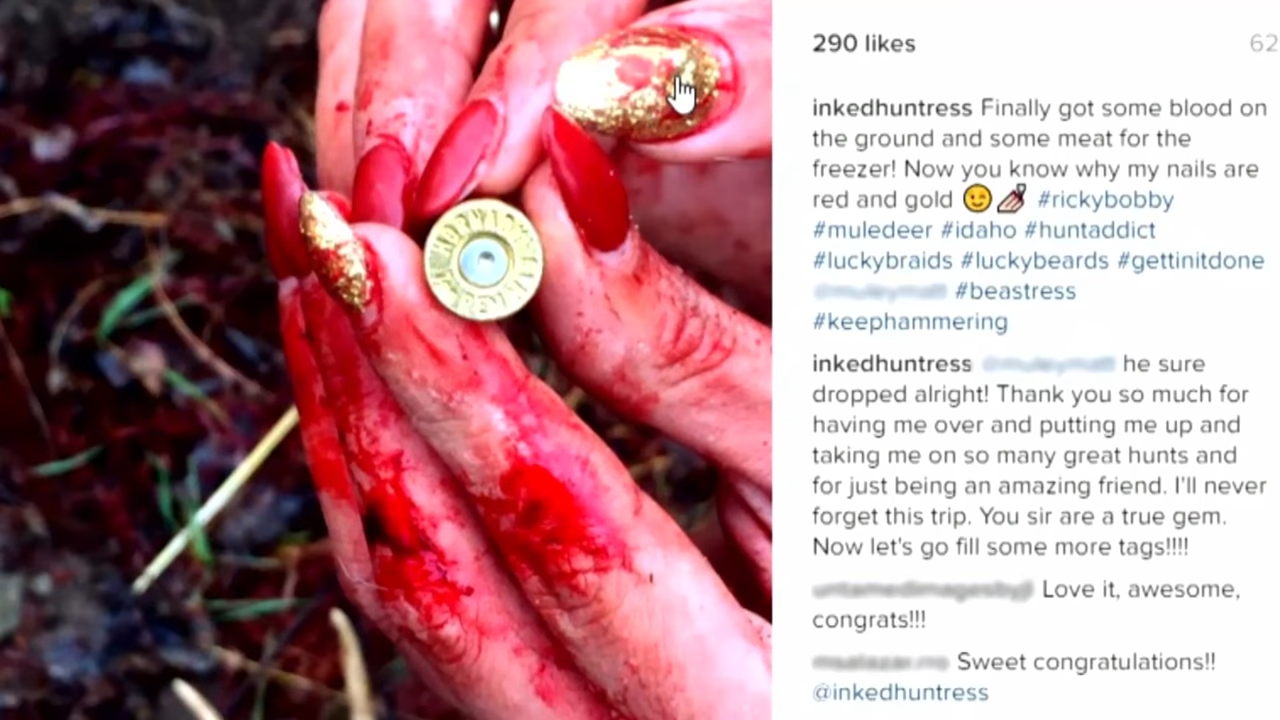 290 likes
62
inkedhuntress Finally got some blood on
the ground and some meat for the
freezer! Now you know why my nails are
red and gold 😉💅 #rickybobby
#muledeer #idaho #huntaddict
#luckybraids #luckybeards #gettinitdone
#beastress
#keephammering
inkedhuntress he sure
dropped alright! Thank you so much for
having me over and putting me up and
taking me on so many great hunts and
for just being an amazing friend. I'll never
forget this trip. You sir are a true gem.
Now let's go fill some more tags!!!!
Love it, awesome,
congrats!!!
Sweet congratulations!!
@inkedhuntress